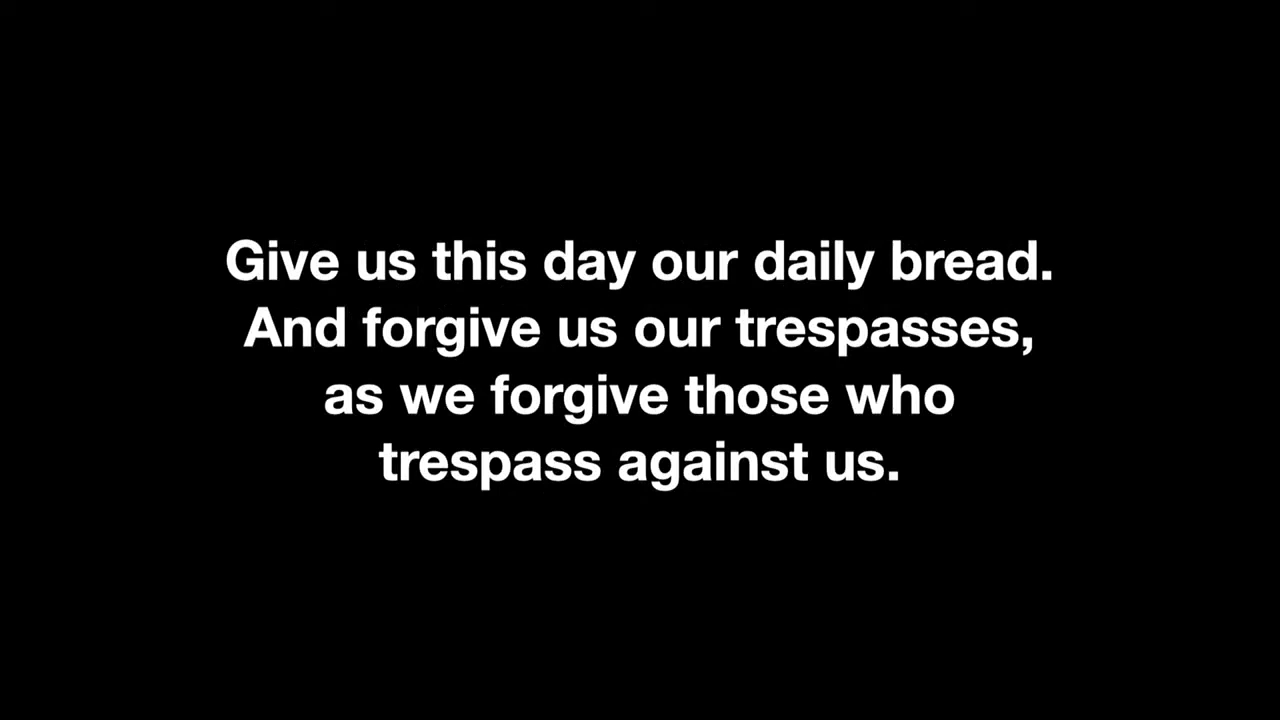 Give us this day our daily bread.
And forgive us our trespasses,
as we forgive those who
trespass against us.